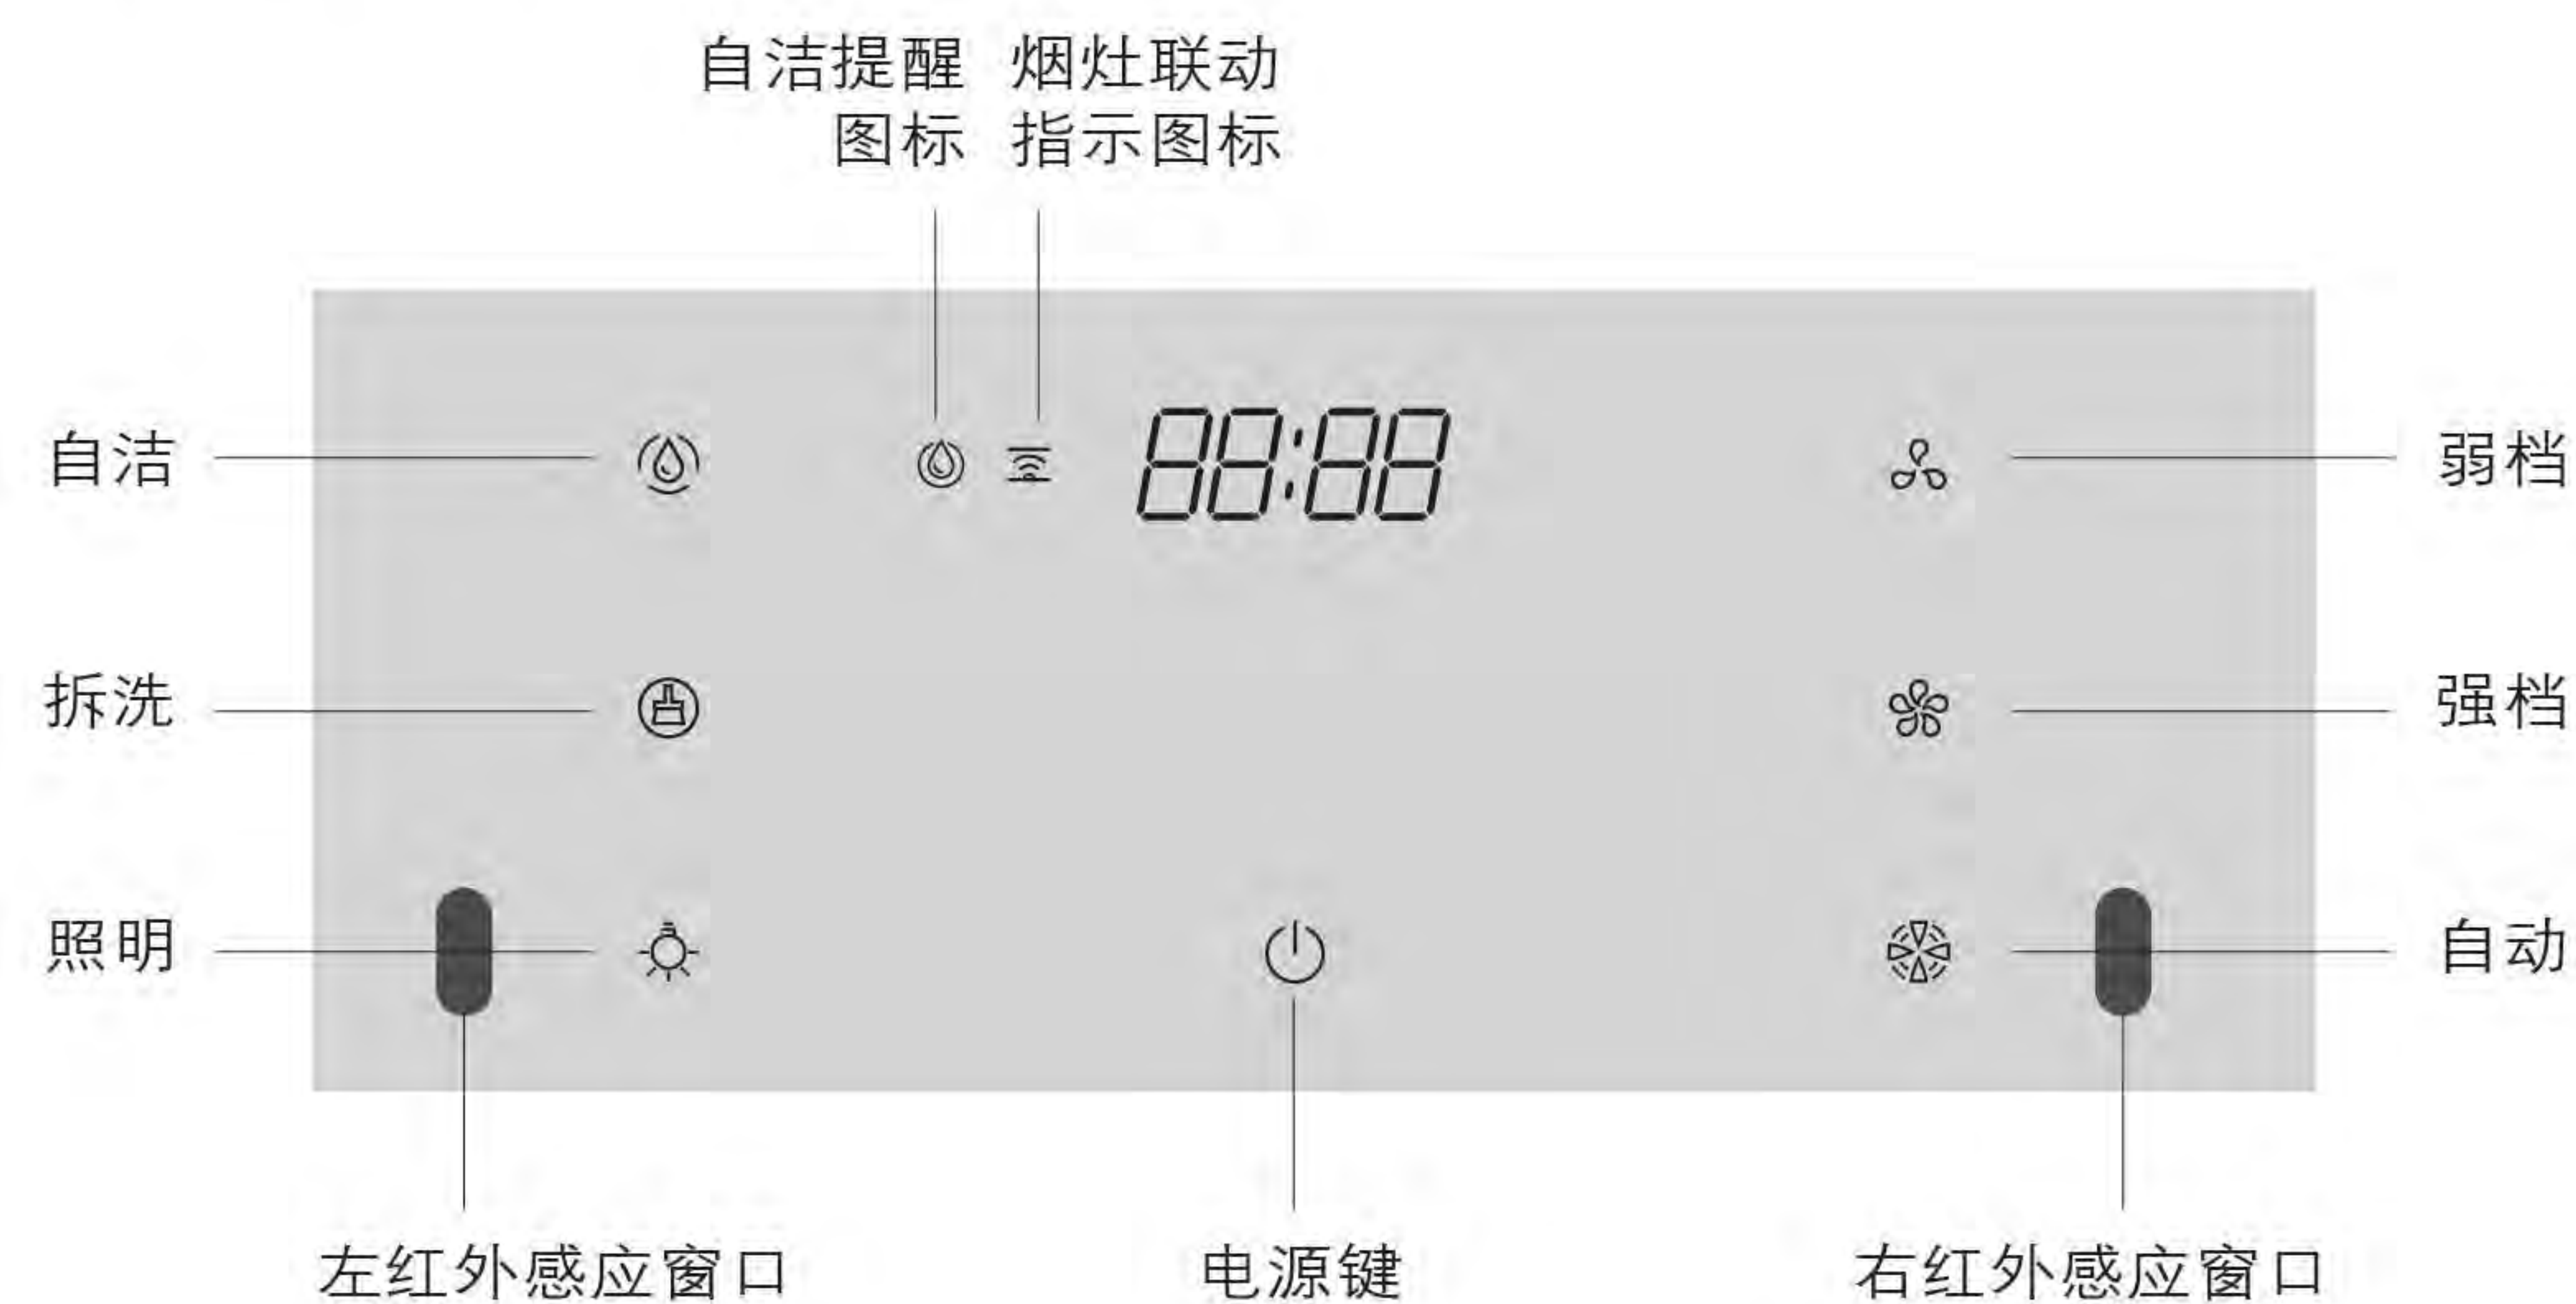 自洁提醒 烟灶联动
图标 指示图标
自洁 88:88 弱档
拆洗 强档
照明 自动
左红外感应窗口 电源键 右红外感应窗口